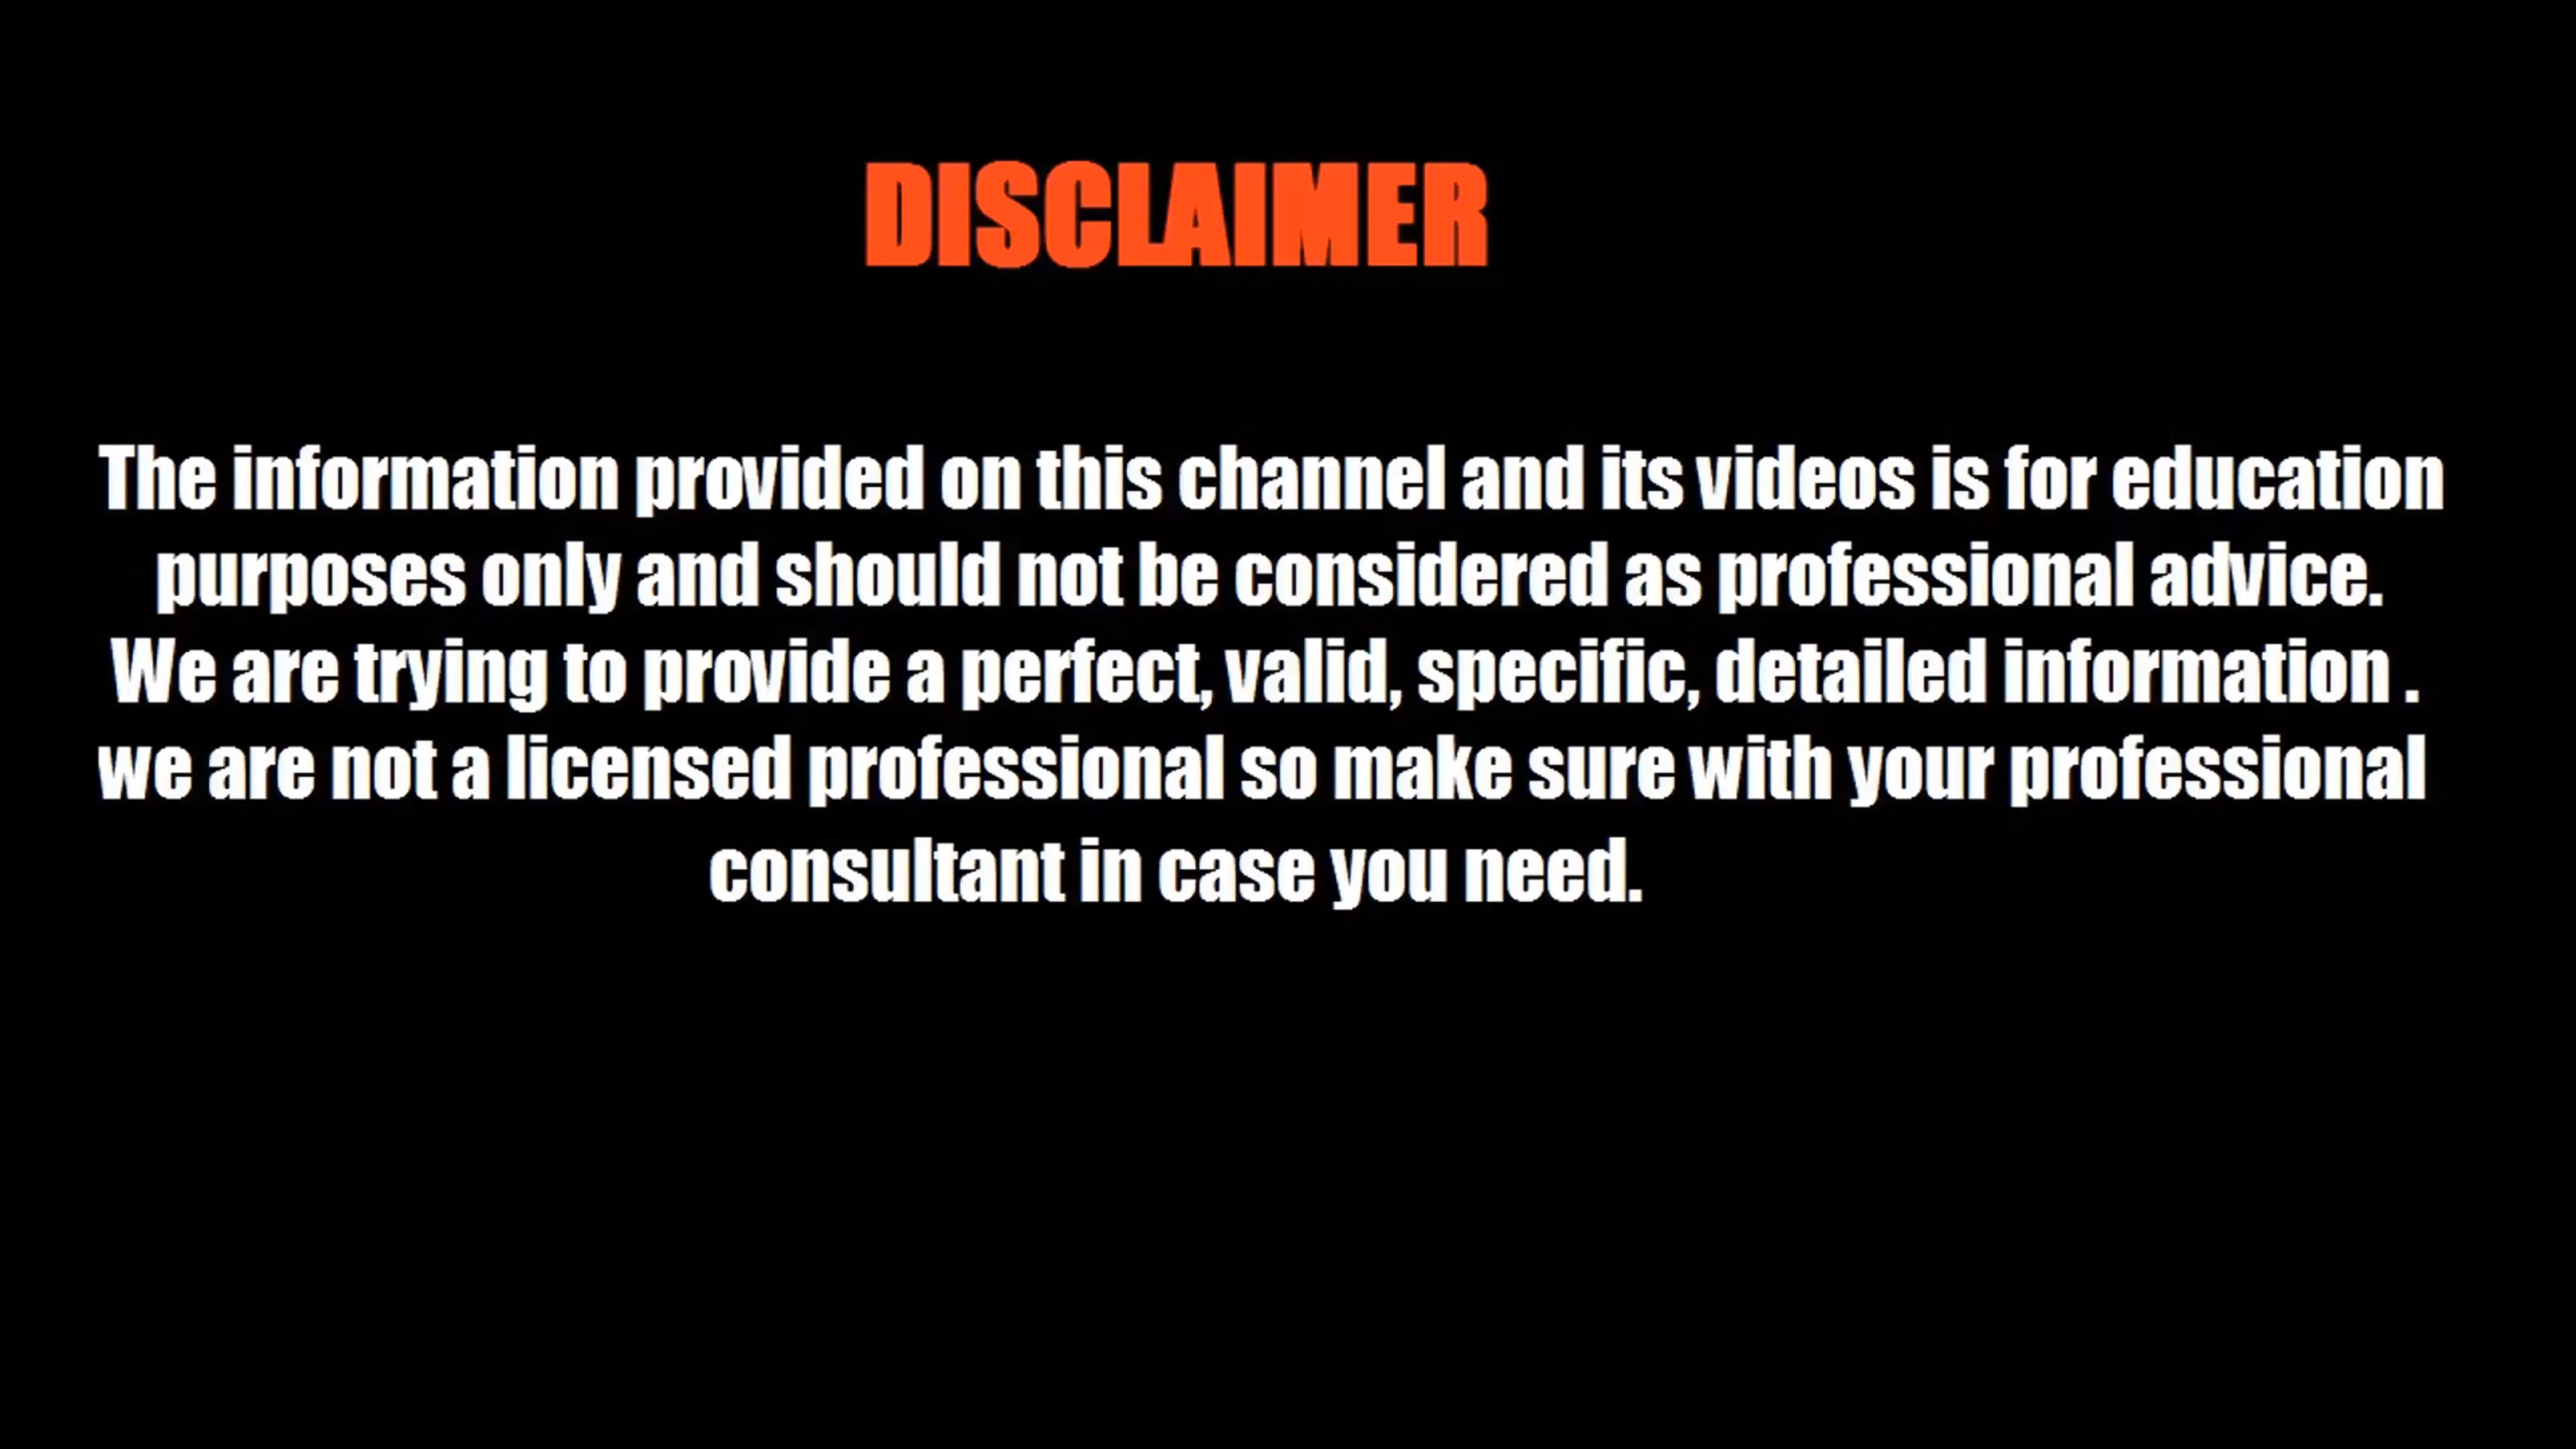 DISCLAIMER
The information provided on this channel and its videos is for education
purposes only and should not be considered as professional advice.
We are trying to provide a perfect, valid, specific, detailed information .
we are not a licensed professional so make sure with your professional
consultant in case you need.